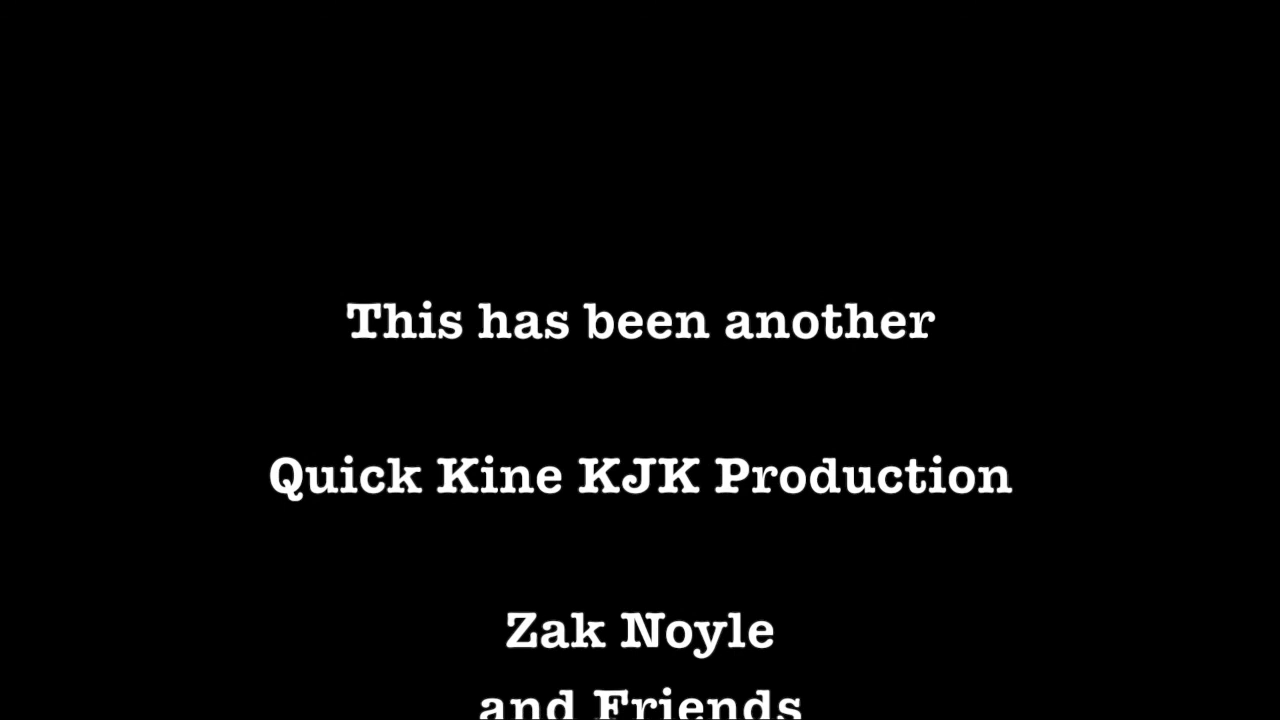 This has been another
Quick Kine KJK Production
Zak Noyle
and Friends